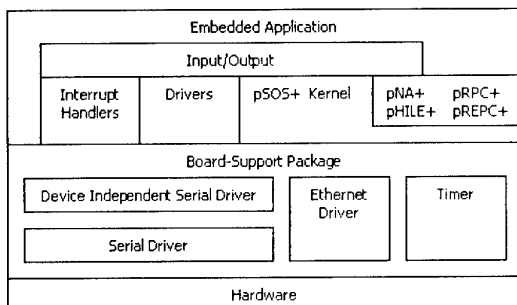 Embedded Application
Input/Output
Interrupt Handlers
Drivers
pSOS+ Kernel
pNA+ pRPC+
pHILE+ pREPC+
Board-Support Package
Device Independent Serial Driver
Ethernet Driver
Timer
Serial Driver
Hardware